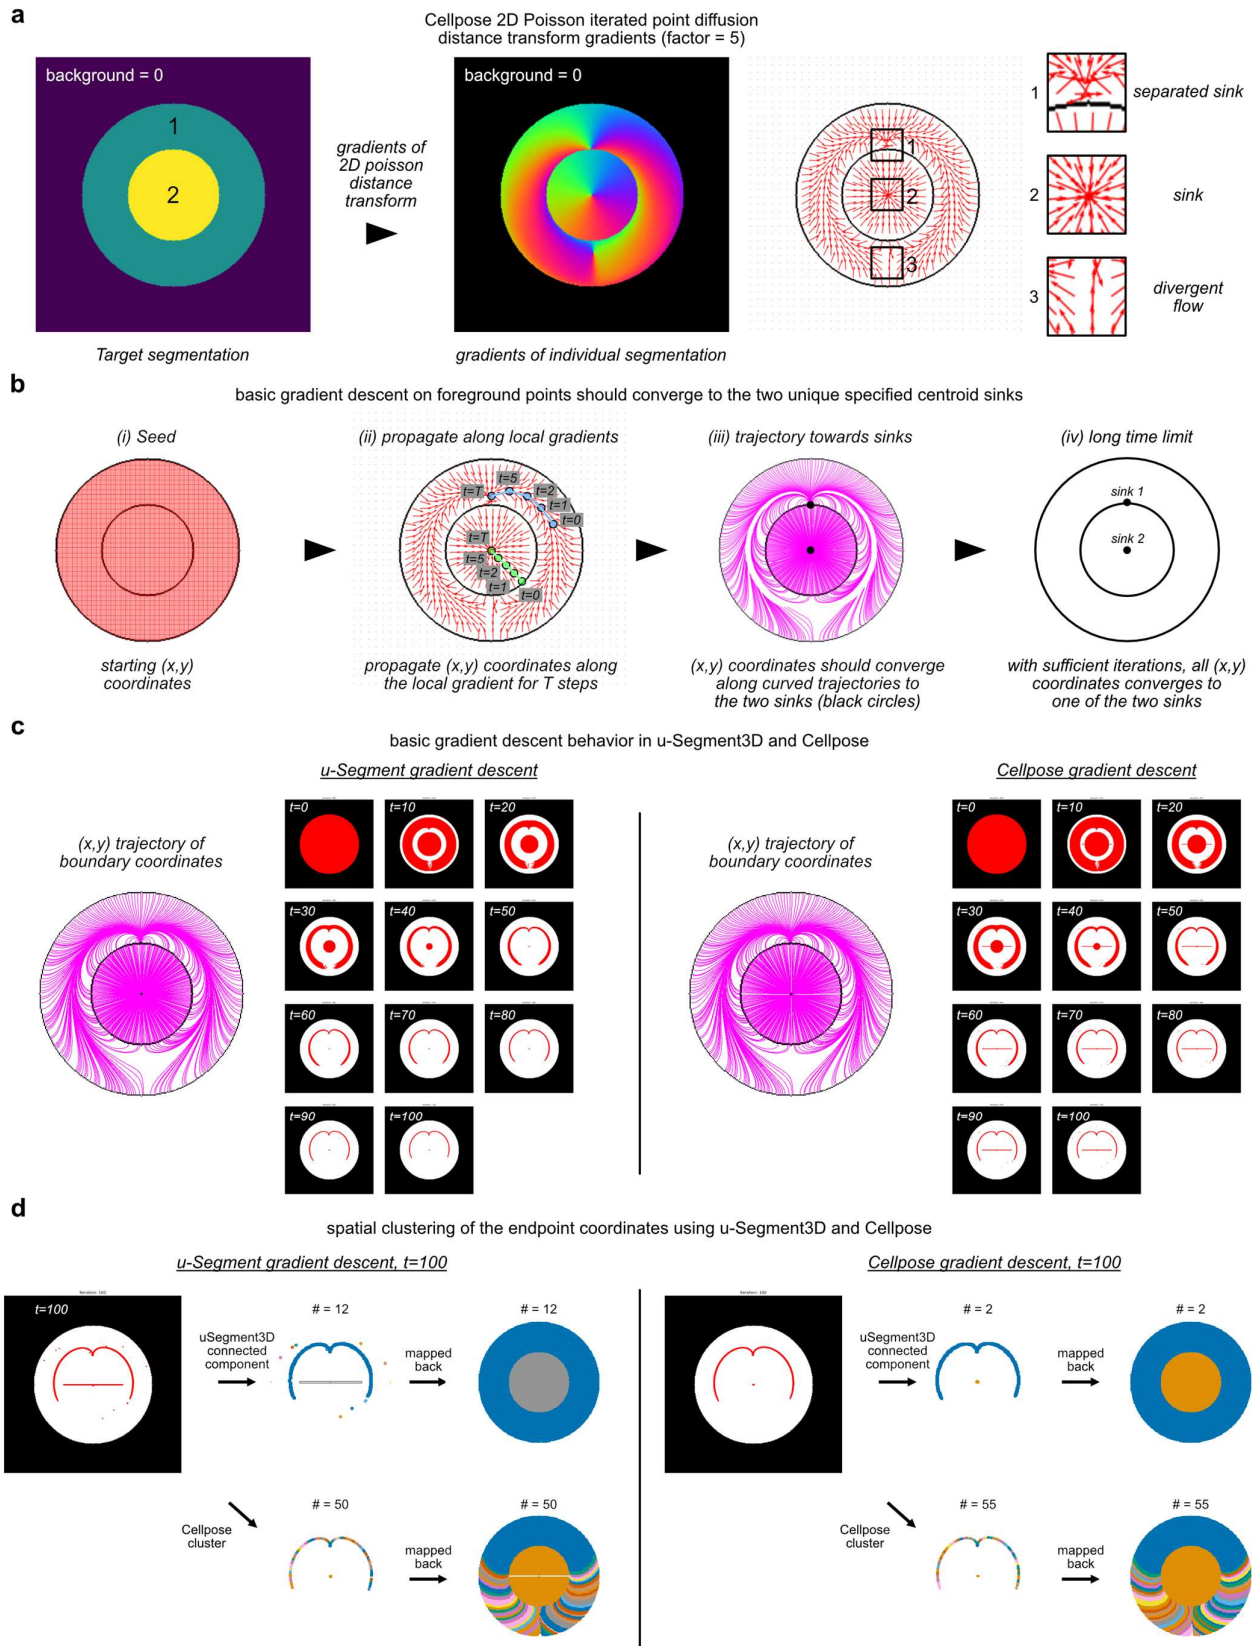 a
Cellpose 2D Poisson iterated point diffusion
distance transform gradients (factor = 5)
background = 0
1
2
Target segmentation
gradients of
2D poisson
distance
transform
background = 0
gradients of individual segmentation
1
2
3
1
separated sink
2
sink
3
divergent
flow
b
basic gradient descent on foreground points should converge to the two unique specified centroid sinks
(i) Seed
starting (x,y)
coordinates
(ii) propagate along local gradients
t=5
t=T
t=2
t=1
t=0
t=T
t=5
t=2
t=1
t=0
propagate (x,y) coordinates along
the local gradient for T steps
(iii) trajectory towards sinks
(x,y) coordinates should converge
along curved trajectories to
the two sinks (black circles)
(iv) long time limit
sink 1
sink 2
with sufficient iterations, all (x,y)
coordinates converges to
one of the two sinks
c
basic gradient descent behavior in u-Segment3D and Cellpose
u-Segment gradient descent
(x,y) trajectory of
boundary coordinates
t=0
t=10
t=20
t=30
t=40
t=50
t=60
t=70
t=80
t=90
t=100
Cellpose gradient descent
(x,y) trajectory of
boundary coordinates
t=0
t=10
t=20
t=30
t=40
t=50
t=60
t=70
t=80
t=90
t=100
d
spatial clustering of the endpoint coordinates using u-Segment3D and Cellpose
u-Segment gradient descent, t=100
Iteration: 100
t=100
uSegment3D
connected
component
# = 12
mapped
back
# = 12
Cellpose
cluster
# = 50
mapped
back
# = 50
Cellpose gradient descent, t=100
Iteration: 100
uSegment3D
connected
component
# = 2
mapped
back
# = 2
Cellpose
cluster
# = 55
mapped
back
# = 55